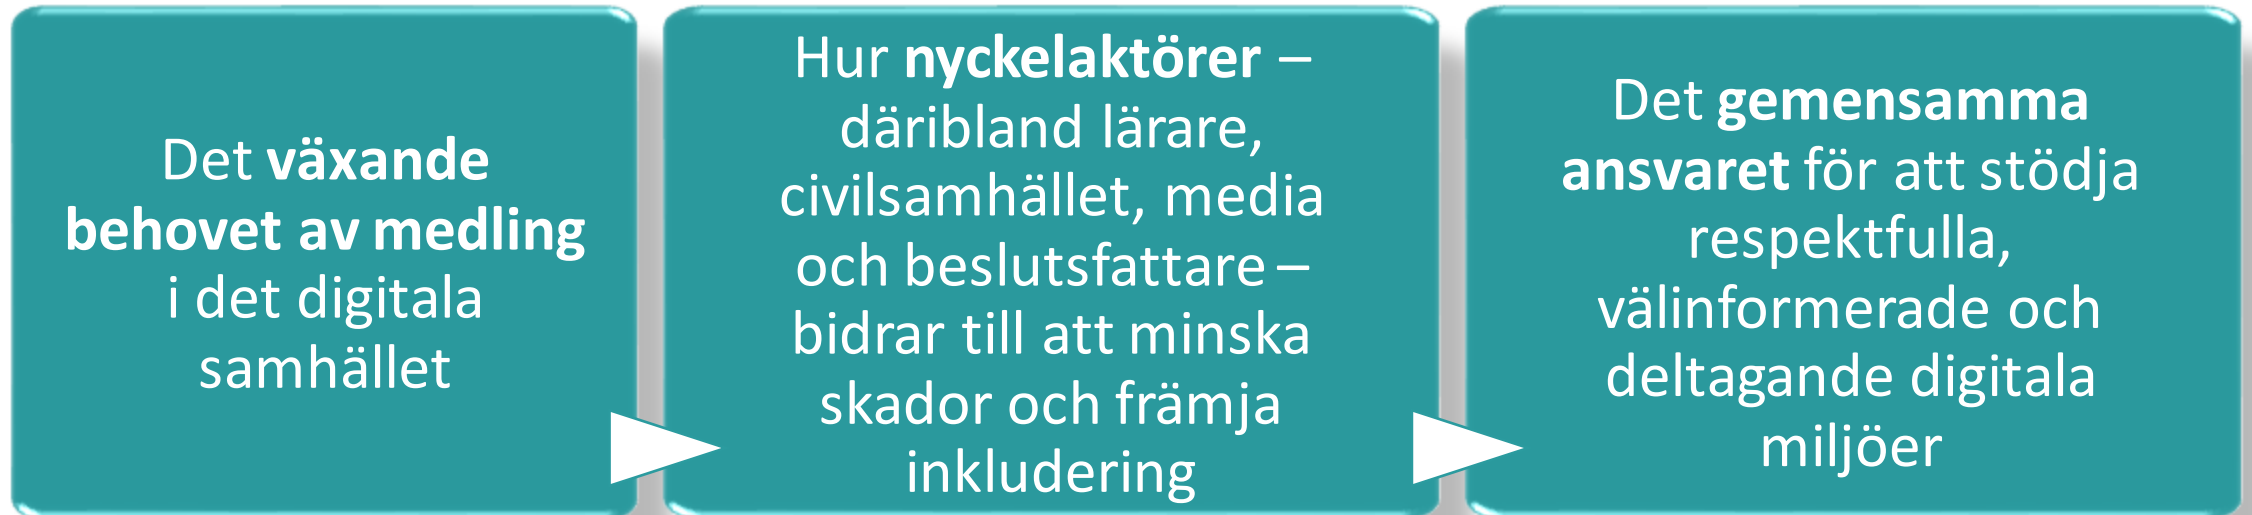 Det växande
behovet av medling
i det digitala
samhället
Hur nyckelaktörer –
däribland lärare,
civilsamhället, media
och beslutsfattare –
bidrar till att minska
skador och främja
inkludering
Det gemensamma
ansvaret för att stödja
respektfulla,
välinformerade och
deltagande digitala
miljöer